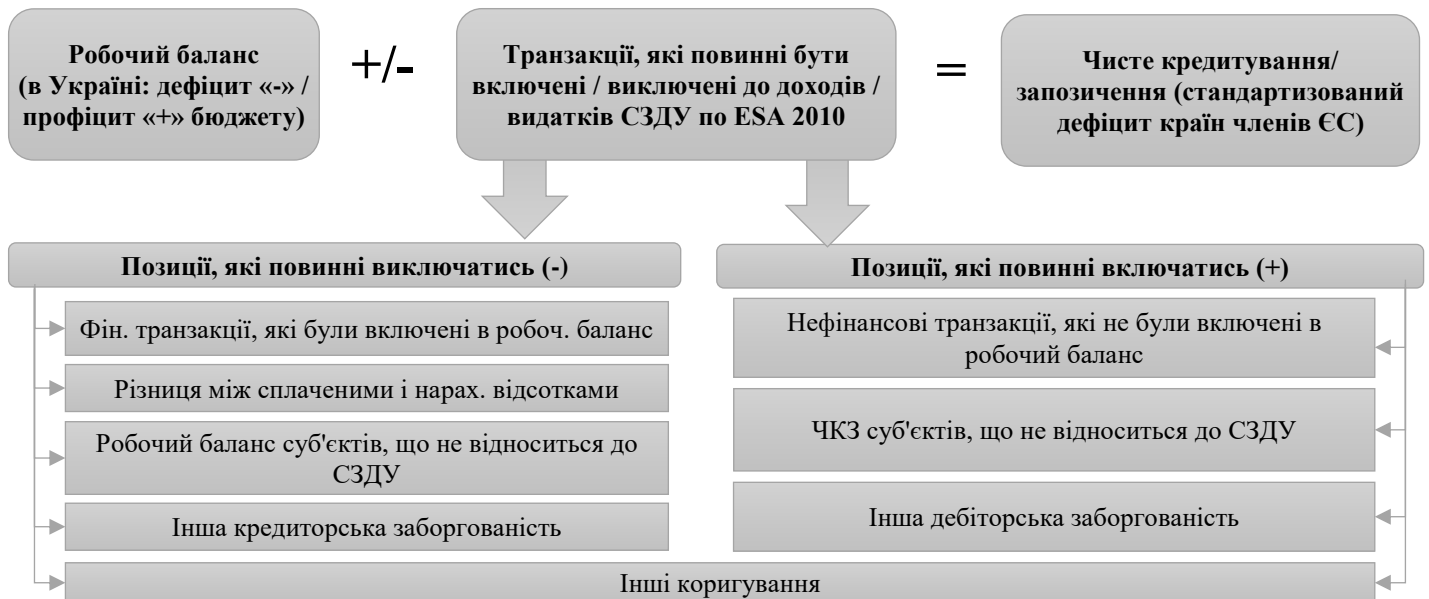 Робочий баланс
(в Україні: дефіцит «-» /
профіцит «+» бюджету)
+/-
Транзакції, які повинні бути
включені / виключені до доходів /
видатків СЗДУ по ESA 2010
=
Чисте кредитування/
запозичення (стандартизований
дефіцит країн членів ЄС)
Позиції, які повинні виключатись (-)
Фін. транзакції, які були включені в робоч. баланс
Різниця між сплаченими і нарах. відсотками
Робочий баланс суб'єктів, що не відноситься до
СЗДУ
Інша кредиторська заборгованість
Позиції, які повинні включатись (+)
Нефінансові транзакції, які не були включені в
робочий баланс
ЧКЗ суб'єктів, що не відноситься до СЗДУ
Інша дебіторська заборгованість
Інші коригування